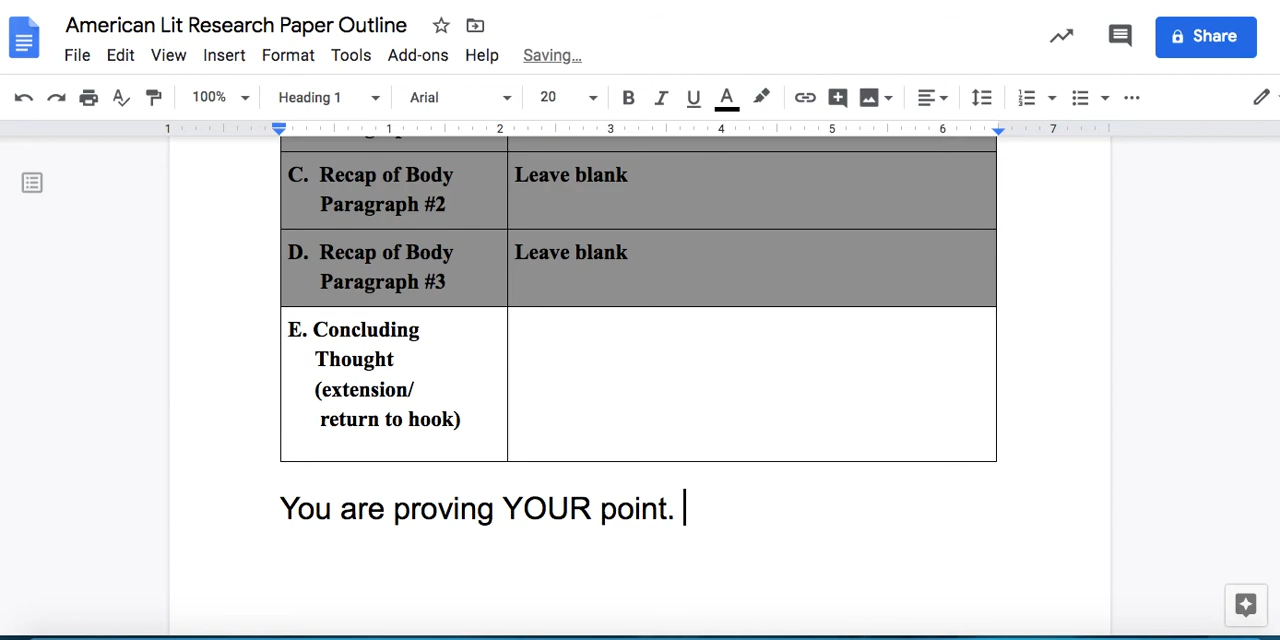 American Lit Research Paper Outline
File Edit View Insert Format Tools Add-ons Help Saving...
Share
100% Heading 1 Arial 20 B I U A
1 1 2 3 4 5 6 7
C. Recap of Body Leave blank
Paragraph #2
D. Recap of Body Leave blank
Paragraph #3
E. Concluding
Thought
(extension/
return to hook)
You are proving YOUR point.